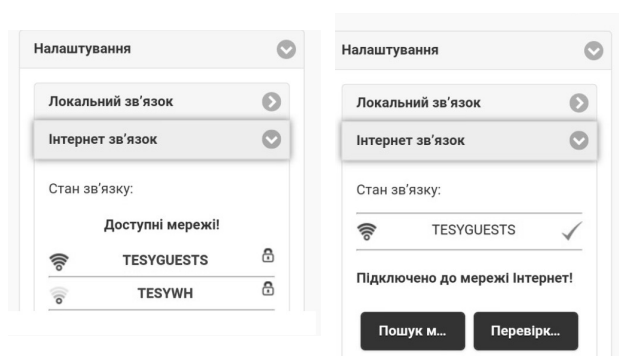 Налаштування
Локальний зв’язок
Інтернет зв’язок
Стан зв’язку:
Доступні мережі!
TESYGUESTS
TESYWH
Налаштування
Локальний зв’язок
Інтернет зв’язок
Стан зв’язку:
TESYGUESTS
Підключено до мережі Інтернет!
Пошук м... Перевірк...